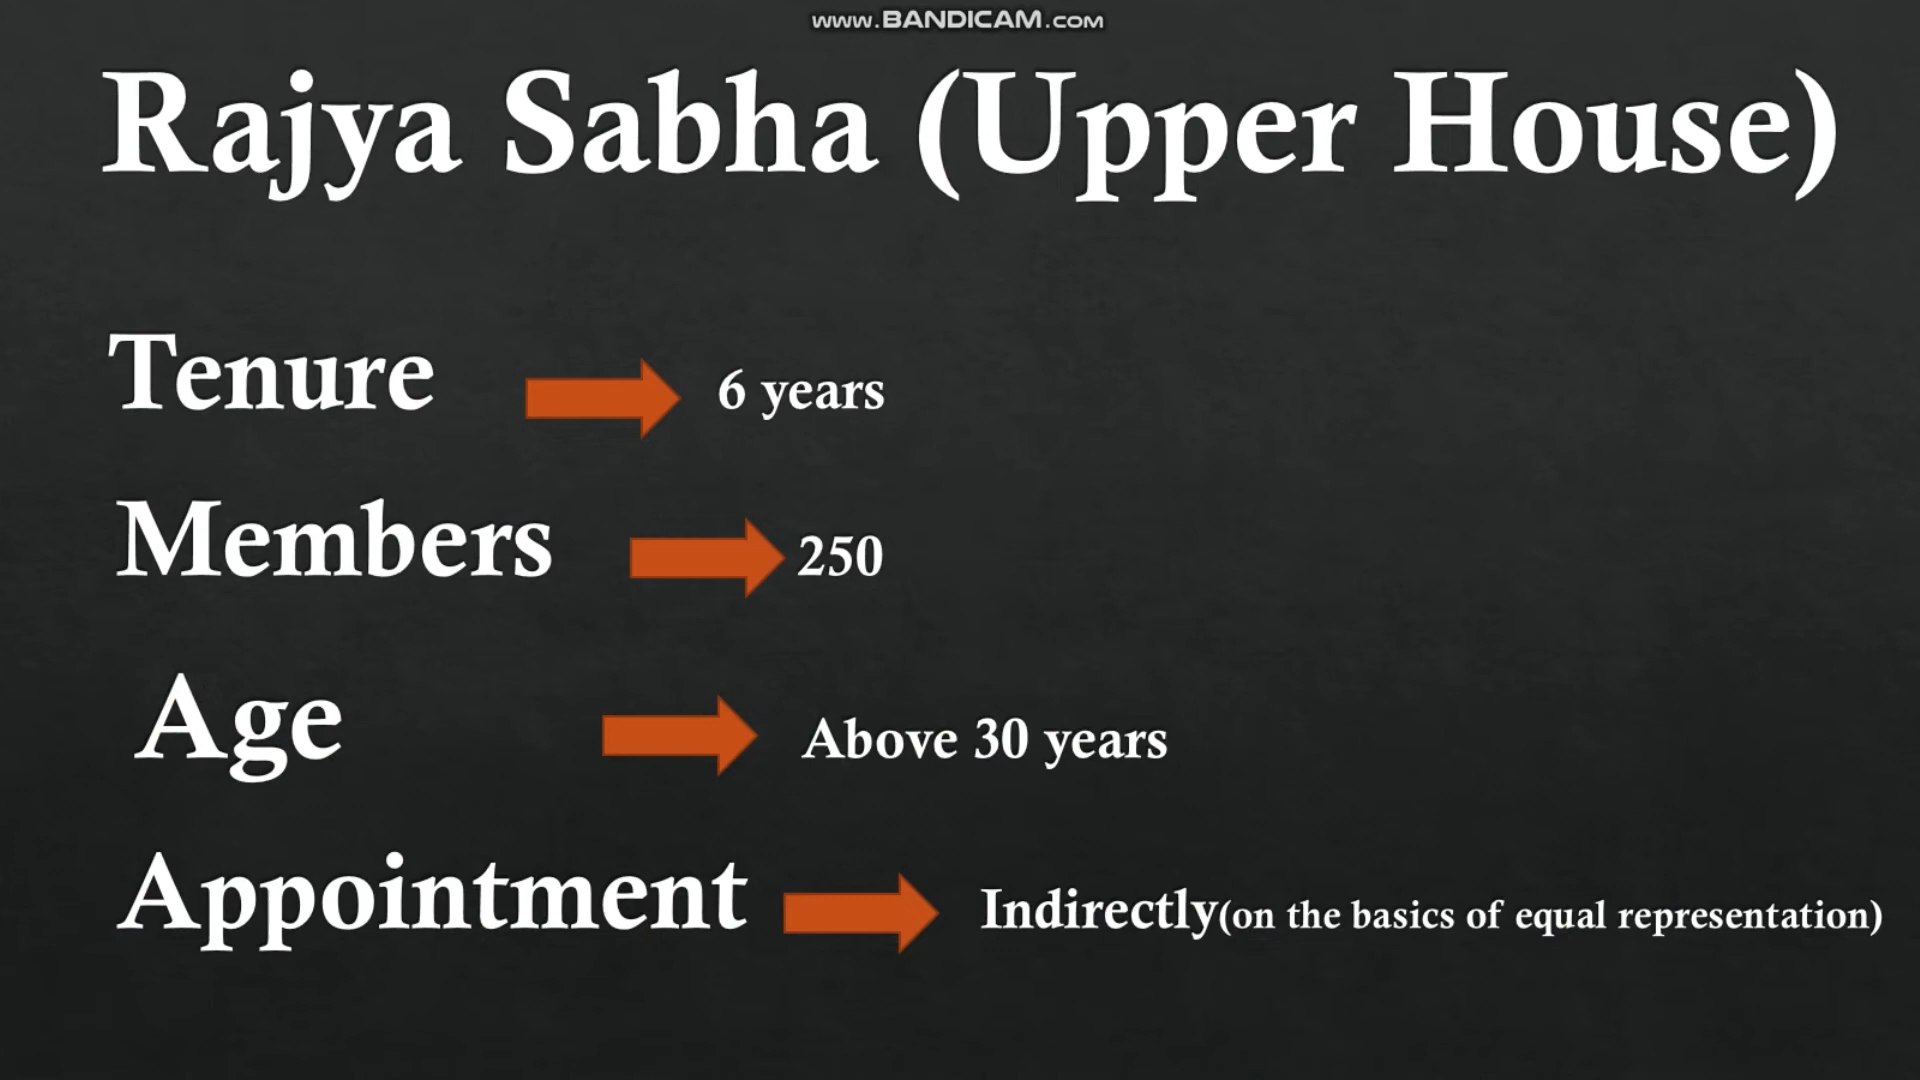 www.BANDICAM.com
Rajya Sabha (Upper House)
Tenure 6 years
Members 250
Age Above 30 years
Appointment Indirectly(on the basics of equal representation)